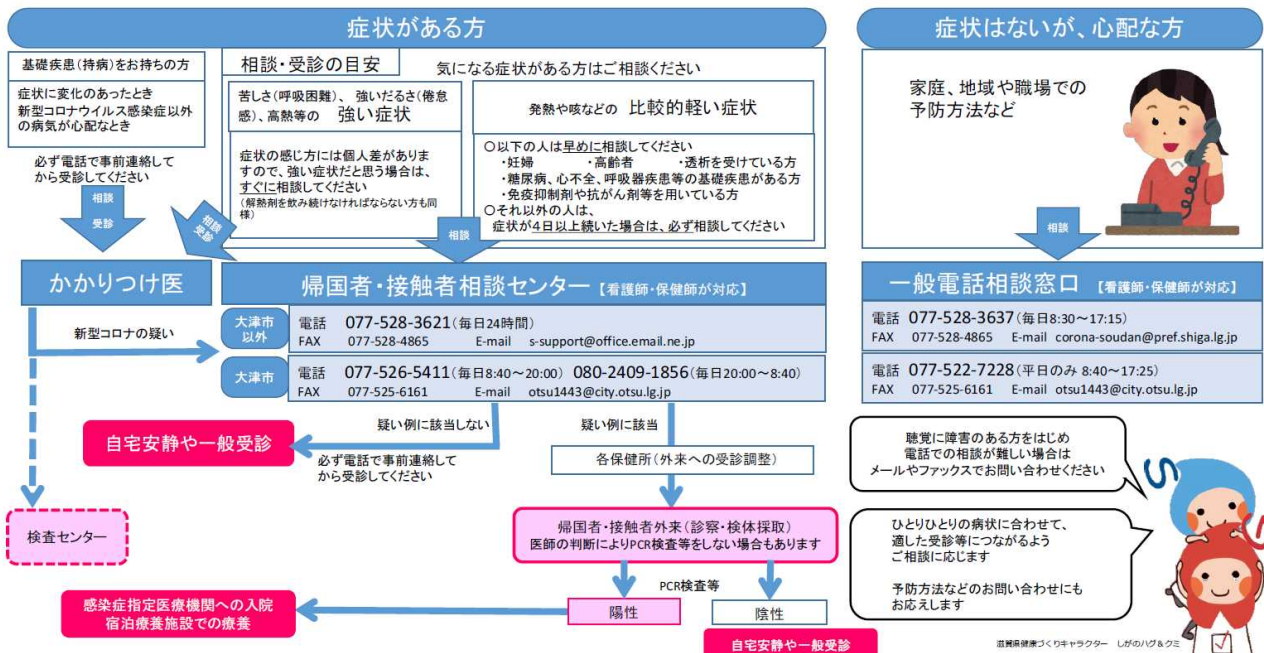 症状がある方
基礎疾患(持病)をお持ちの方
症状に変化のあったとき
新型コロナウイルス感染症以外
の病気が心配なとき
必ず電話で事前連絡して
から受診してください
相談
受診
相談・受診の目安
気になる症状がある方はご相談ください
苦しさ(呼吸困難)、強いだるさ(倦怠
感)、高熱等の 強い症状
症状の感じ方には個人差がありま
すので、強い症状だと思う場合は、
すぐに相談してください
(解熱剤を飲み続けなければならない方も同
様)
発熱や咳などの 比較的軽い症状
○以下の人は早めに相談してください
・妊婦 ・高齢者 ・透析を受けている方
・糖尿病、心不全、呼吸器疾患等の基礎疾患がある方
・免疫抑制剤や抗がん剤等を用いている方
○それ以外の人は、
症状が4日以上続いた場合は、必ず相談してください
相談
受診
相談
症状はないが、心配な方
家庭、地域や職場での
予防方法など
相談
かかりつけ医
新型コロナの疑い
帰国者・接触者相談センター 【看護師・保健師が対応】
大津市
以外
電話 077-528-3621(毎日24時間)
FAX 077-528-4865 E-mail s-support@office.email.ne.jp
大津市
電話 077-526-5411(毎日8:40~20:00) 080-2409-1856(毎日20:00~8:40)
FAX 077-525-6161 E-mail otsu1443@city.otsu.lg.jp
一般電話相談窓口 【看護師・保健師が対応】
電話 077-528-3637(毎日8:30~17:15)
FAX 077-528-4865 E-mail corona-soudan@pref.shiga.lg.jp
電話 077-522-7228(平日のみ 8:40~17:25)
FAX 077-525-6161 E-mail otsu1443@city.otsu.lg.jp
疑い例に該当しない
自宅安静や一般受診
必ず電話で事前連絡して
から受診してください
疑い例に該当
各保健所(外来への受診調整)
検査センター
帰国者・接触者外来(診察・検体採取)
医師の判断によりPCR検査等をしない場合もあります
PCR検査等
陽性
陰性
感染症指定医療機関への入院
宿泊療養施設での療養
自宅安静や一般受診
聴覚に障害のある方をはじめ
電話での相談が難しい場合は
メールやファックスでお問い合わせください
ひとりひとりの病状に合わせて、
適した受診等につながるよう
ご相談に応じます
予防方法などのお問い合わせにも
お応えします
滋賀県健康づくりキャラクター しがのハグ&クミ